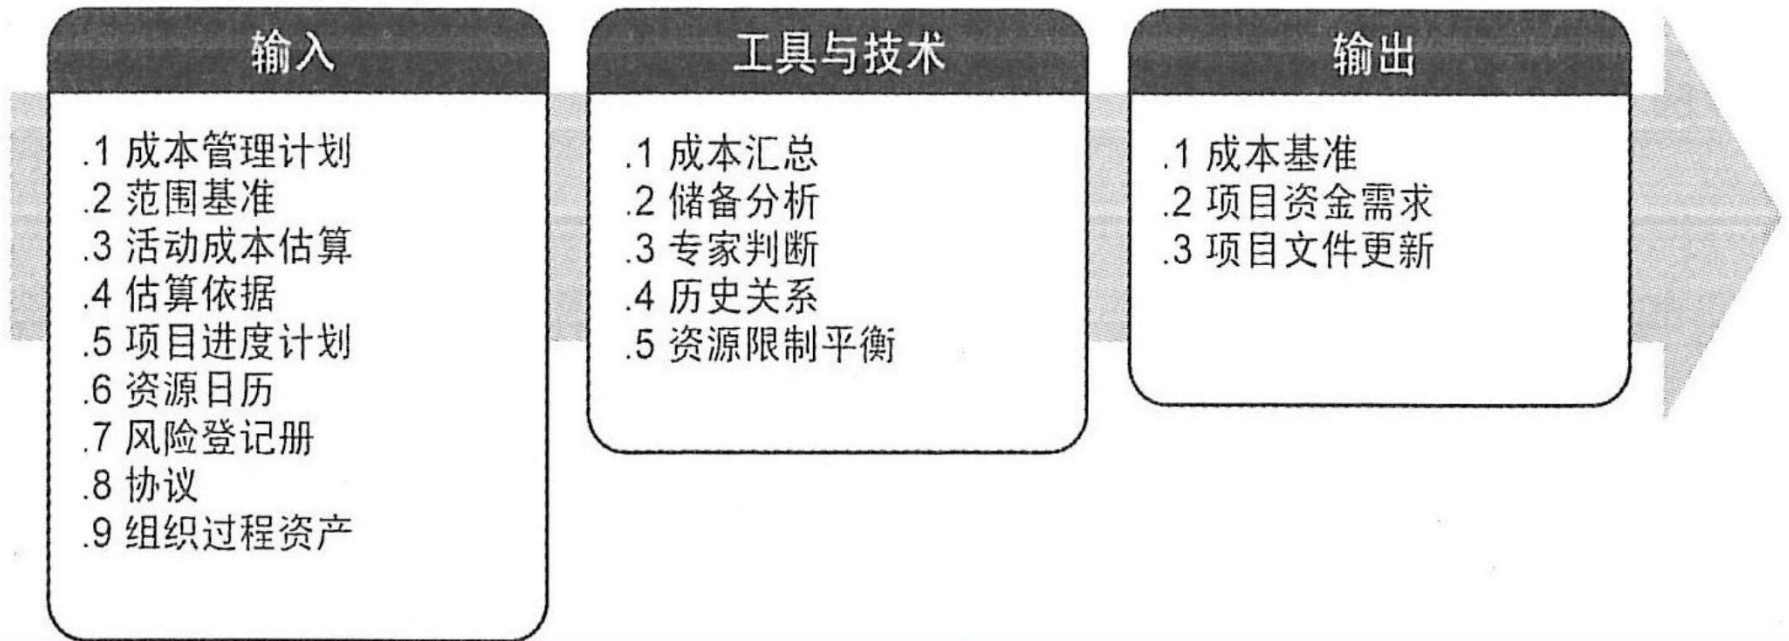 输入
.1 成本管理计划
.2 范围基准
.3 活动成本估算
.4 估算依据
.5 项目进度计划
.6 资源日历
.7 风险登记册
.8 协议
.9 组织过程资产
工具与技术
.1 成本汇总
.2 储备分析
.3 专家判断
.4 历史关系
.5 资源限制平衡
输出
.1 成本基准
.2 项目资金需求
.3 项目文件更新